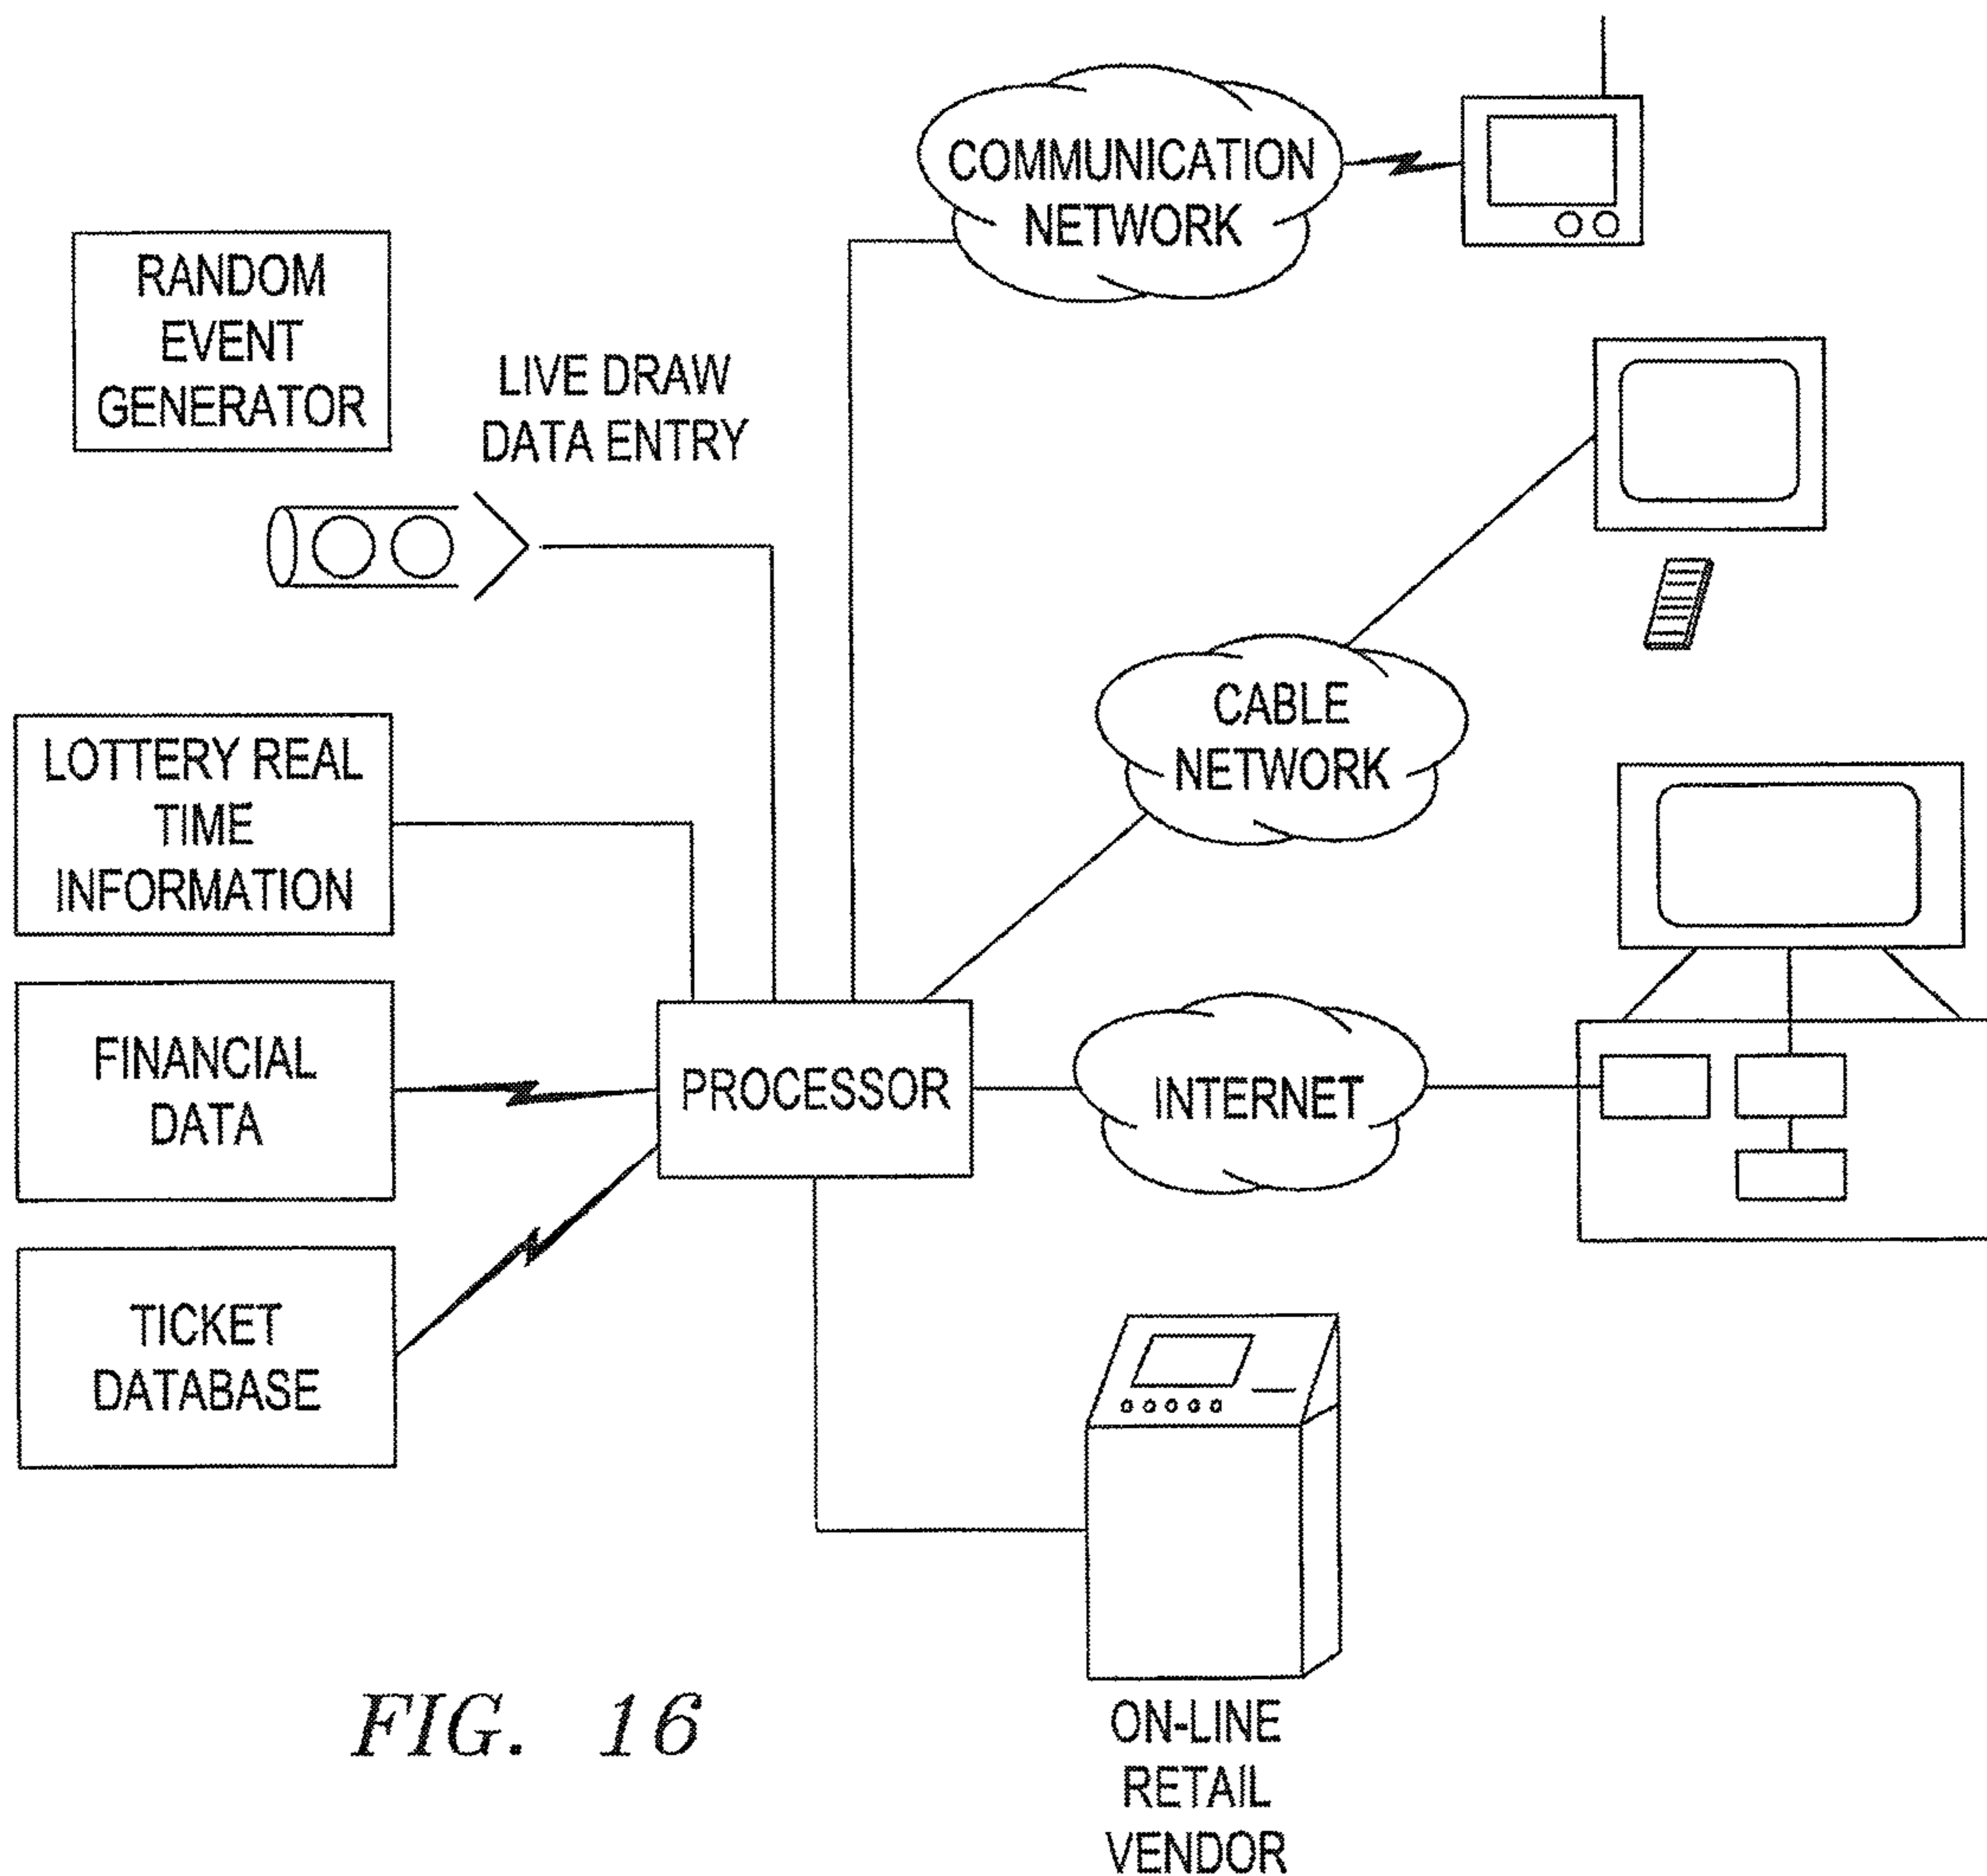 COMMUNICATION
NETWORK
RANDOM
EVENT
GENERATOR
LIVE DRAW
DATA ENTRY
CABLE
NETWORK
LOTTERY REAL
TIME
INFORMATION
FINANCIAL
DATA
PROCESSOR
INTERNET
TICKET
DATABASE
ON-LINE
RETAIL
VENDOR
FIG. 16